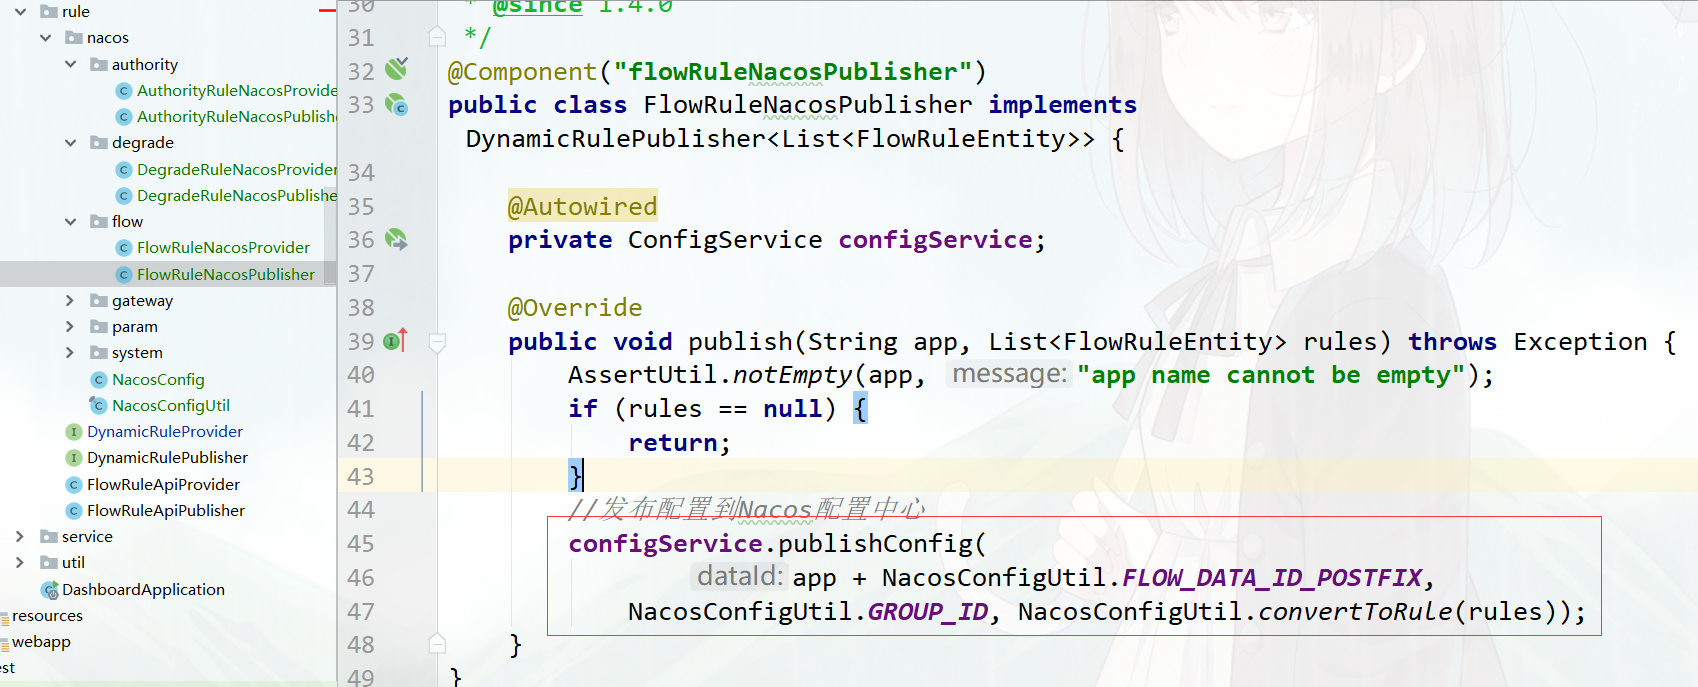 rule
nacos
authority
AuthorityRuleNacosProvide
AuthorityRuleNacosPublish
degrade
DegradeRuleNacosProvider
DegradeRuleNacosPublishe
flow
FlowRuleNacosProvider
FlowRuleNacosPublisher
gateway
param
system
NacosConfig
NacosConfigUtil
DynamicRuleProvider
DynamicRulePublisher
FlowRuleApiProvider
FlowRuleApiPublisher
service
util
DashboardApplication
resources
webapp
est
30 * @since 1.4.0
31 */
32 @Component("flowRuleNacosPublisher")
33 public class FlowRuleNacosPublisher implements
DynamicRulePublisher<List<FlowRuleEntity>> {
34
35 @Autowired
36 private ConfigService configService;
37
38 @Override
39 public void publish(String app, List<FlowRuleEntity> rules) throws Exception {
40 AssertUtil.notEmpty(app, message: "app name cannot be empty");
41 if (rules == null) {
42 return;
43 }
44 //发布配置到Nacos配置中心
45 configService.publishConfig(
46 dataId: app + NacosConfigUtil.FLOW_DATA_ID_POSTFIX,
47 NacosConfigUtil.GROUP_ID, NacosConfigUtil.convertToRule(rules));
48 }
49 }